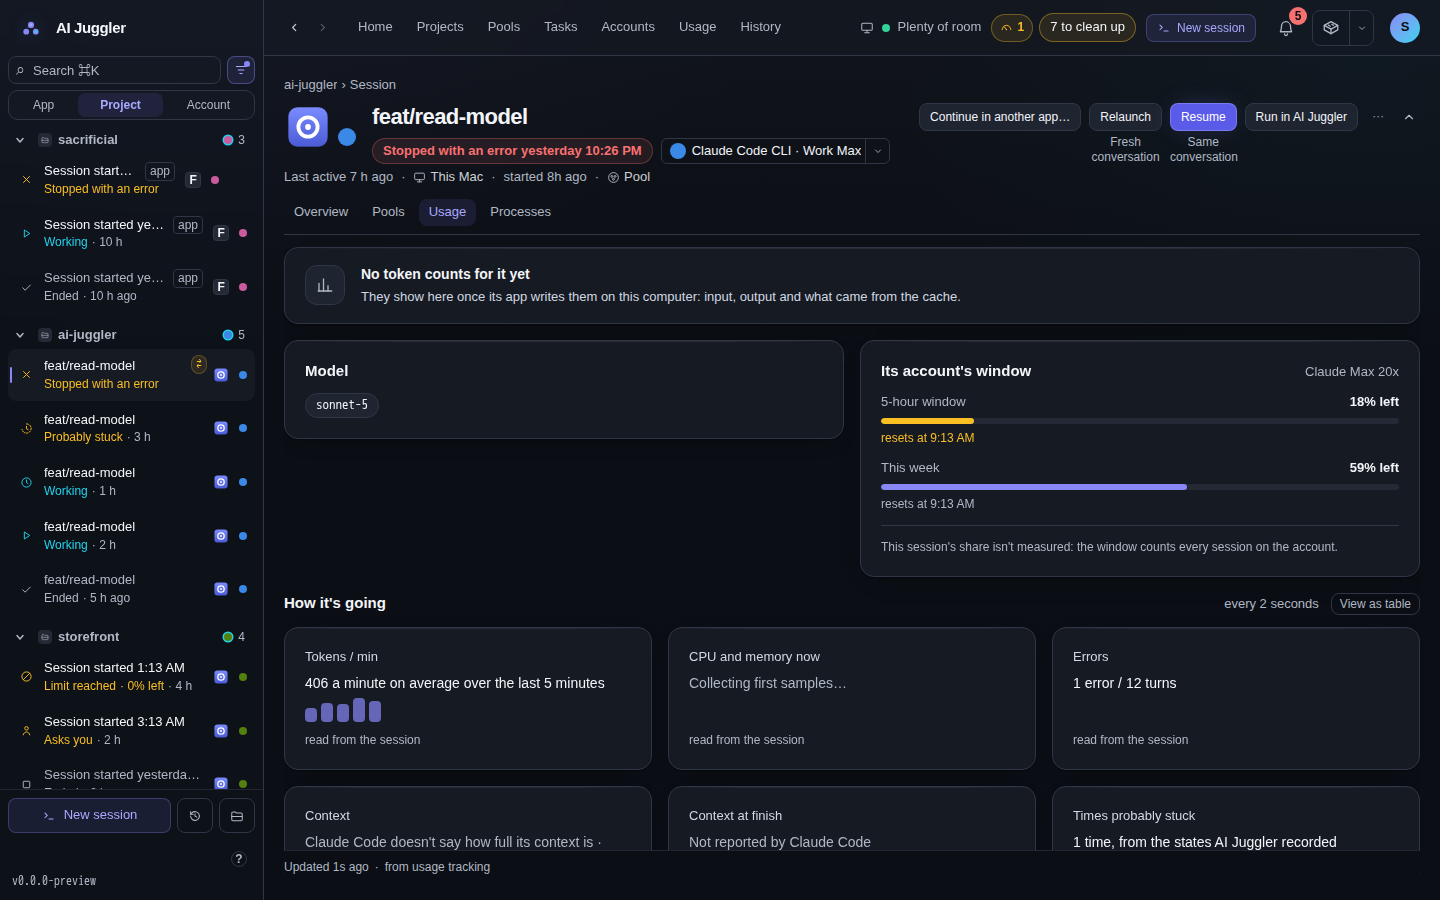 AI Juggler
Search ⌘K
App Project Account
sacrificial 3
Session start… app F
Stopped with an error
Session started ye… app F
Working · 10 h
Session started ye… app F
Ended · 10 h ago
ai-juggler 5
feat/read-model
Stopped with an error
feat/read-model
Probably stuck · 3 h
feat/read-model
Working · 1 h
feat/read-model
Working · 2 h
feat/read-model
Ended · 5 h ago
storefront 4
Session started 1:13 AM
Limit reached · 0% left · 4 h
Session started 3:13 AM
Asks you · 2 h
Session started yesterda…
New session
?
v0.0.0-preview
Home Projects Pools Tasks Accounts Usage History
Plenty of room 1 7 to clean up New session 5 S
ai-juggler › Session
feat/read-model
Continue in another app… Relaunch Resume Run in AI Juggler ···
Fresh conversation
Same conversation
Stopped with an error yesterday 10:26 PM Claude Code CLI · Work Max
Last active 7 h ago · This Mac · started 8h ago · Pool
Overview Pools Usage Processes
No token counts for it yet
They show here once its app writes them on this computer: input, output and what came from the cache.
Model
sonnet-5
Its account's window Claude Max 20x
5-hour window 18% left
resets at 9:13 AM
This week 59% left
resets at 9:13 AM
This session's share isn't measured: the window counts every session on the account.
How it's going every 2 seconds View as table
Tokens / min
406 a minute on average over the last 5 minutes
read from the session
CPU and memory now
Collecting first samples…
read from the session
Errors
1 error / 12 turns
read from the session
Context
Claude Code doesn't say how full its context is ·
Context at finish
Not reported by Claude Code
Times probably stuck
1 time, from the states AI Juggler recorded
Updated 1s ago · from usage tracking